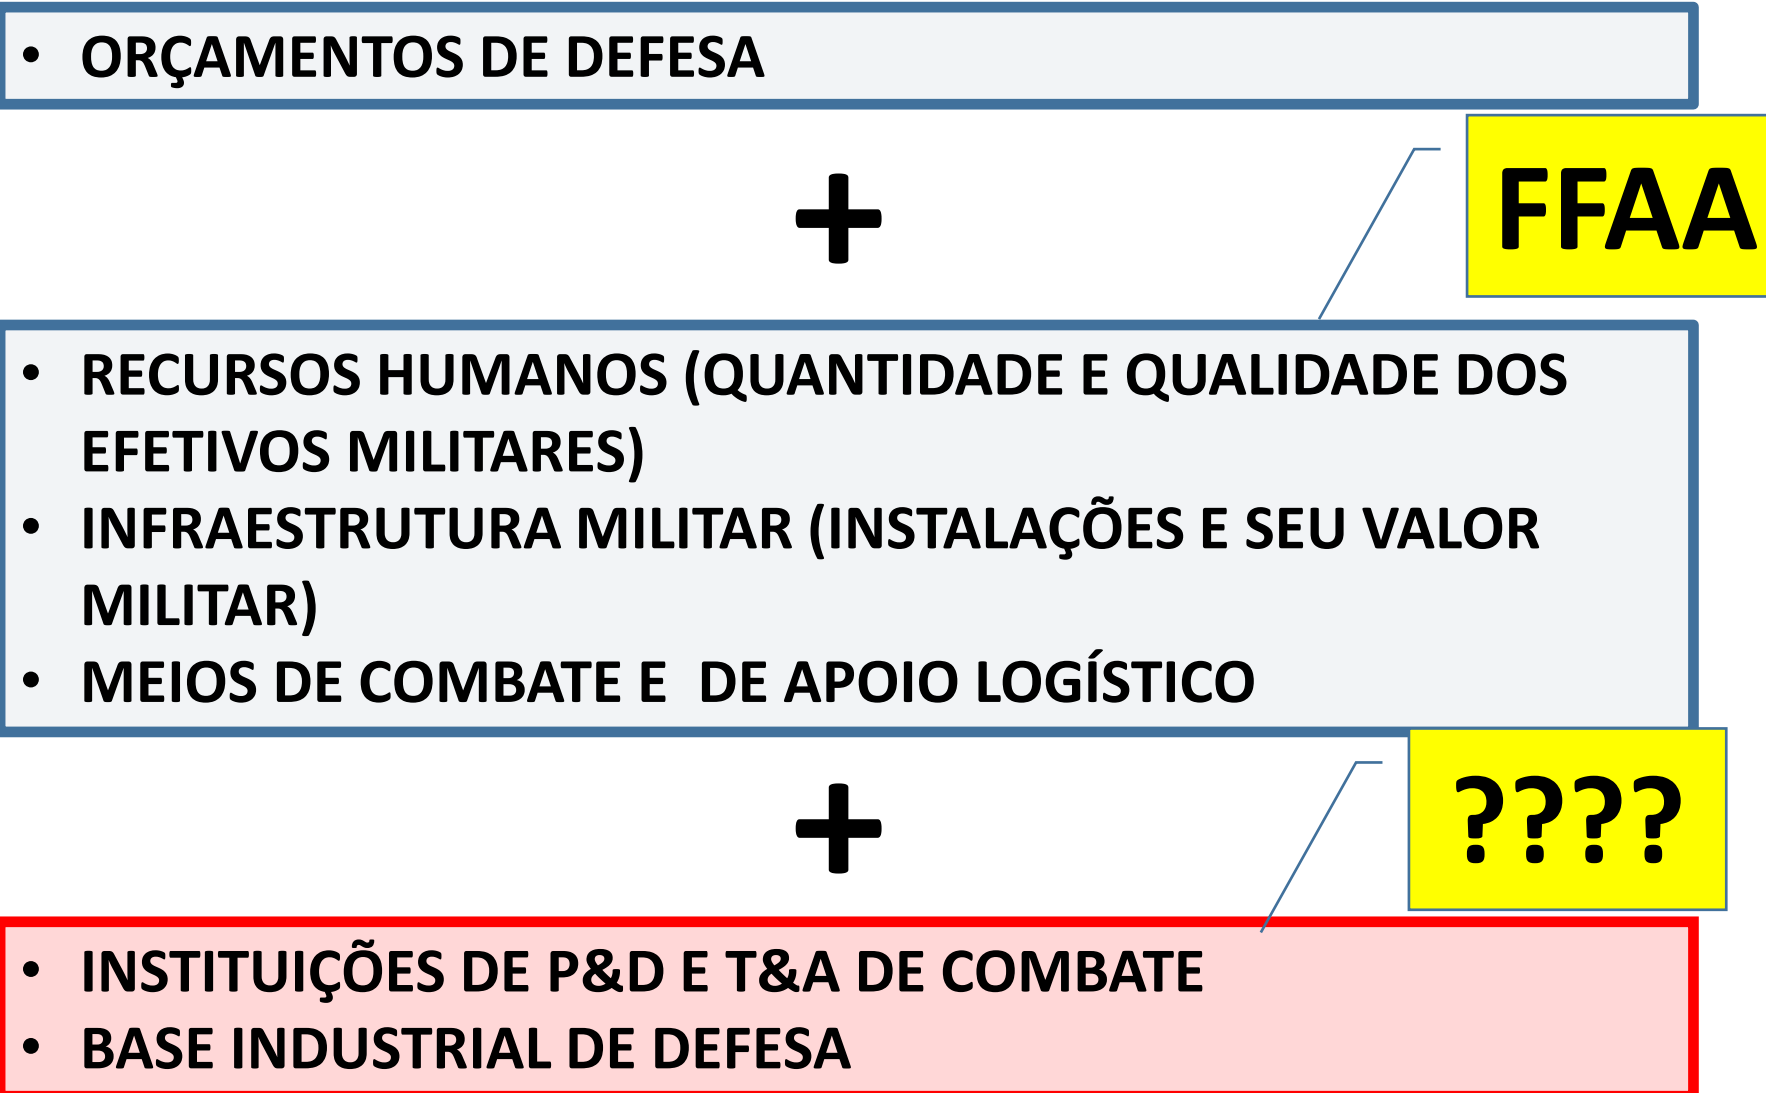 • ORÇAMENTOS DE DEFESA
+
FFAA
• RECURSOS HUMANOS (QUANTIDADE E QUALIDADE DOS
EFETIVOS MILITARES)
• INFRAESTRUTURA MILITAR (INSTALAÇÕES E SEU VALOR
MILITAR)
• MEIOS DE COMBATE E DE APOIO LOGÍSTICO
+
????
• INSTITUIÇÕES DE P&D E T&A DE COMBATE
• BASE INDUSTRIAL DE DEFESA